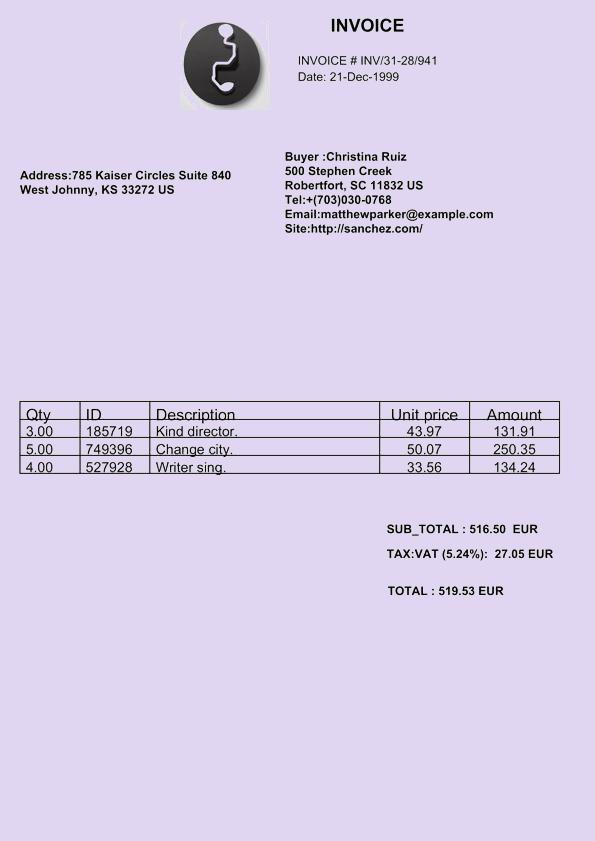 INVOICE
INVOICE # INV/31-28/941
Date: 21-Dec-1999
Address:785 Kaiser Circles Suite 840
West Johnny, KS 33272 US
Buyer :Christina Ruiz
500 Stephen Creek
Robertfort, SC 11832 US
Tel:+(703)030-0768
Email:matthewparker@example.com
Site:http://sanchez.com/
Qty ID Description Unit price Amount
3.00 185719 Kind director. 43.97 131.91
5.00 749396 Change city. 50.07 250.35
4.00 527928 Writer sing. 33.56 134.24
SUB_TOTAL : 516.50 EUR
TAX:VAT (5.24%): 27.05 EUR
TOTAL : 519.53 EUR